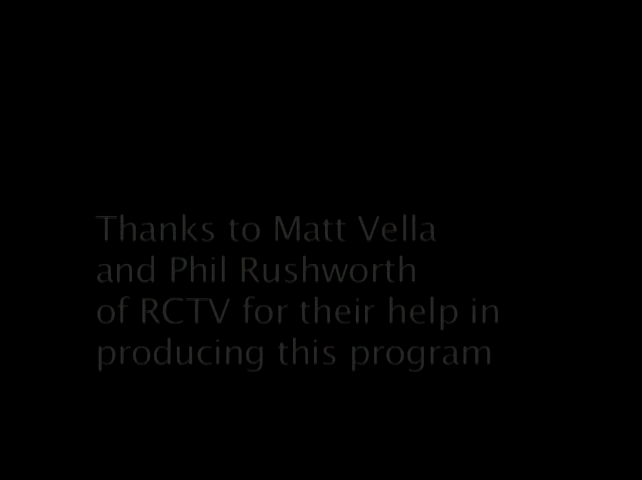 Thanks to Matt Vella
and Phil Rushworth
of RCTV for their help in
producing this program